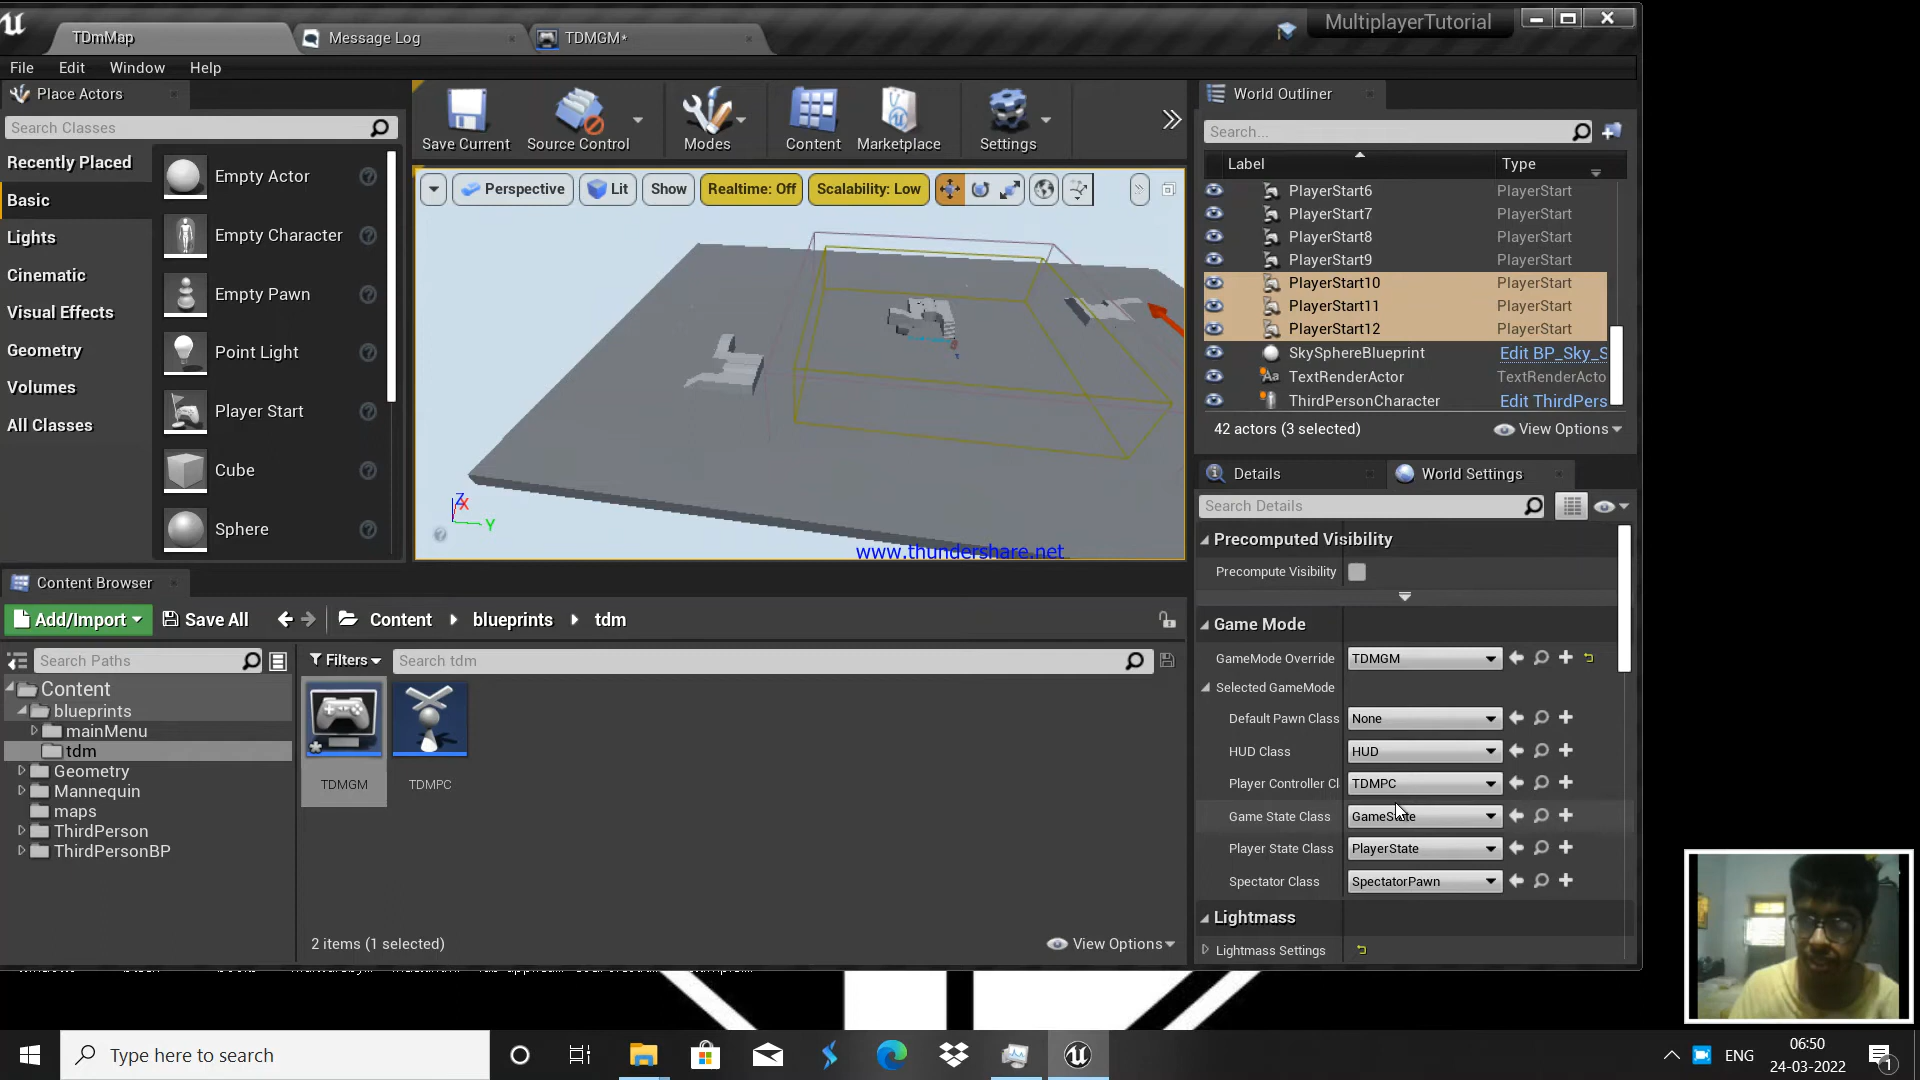 TDmMap
Message Log
TDMGM*
MultiplayerTutorial
File Edit Window Help
Place Actors
Search Classes
Recently Placed
Basic
Lights
Cinematic
Visual Effects
Geometry
Volumes
All Classes
Empty Actor
Empty Character
Empty Pawn
Point Light
Player Start
Cube
Sphere
Save Current
Source Control
Modes
Content
Marketplace
Settings
Perspective
Lit
Show
Realtime: Off
Scalability: Low
Z
X
Y
www.thundershare.net
World Outliner
Search...
Label Type
PlayerStart6 PlayerStart
PlayerStart7 PlayerStart
PlayerStart8 PlayerStart
PlayerStart9 PlayerStart
PlayerStart10 PlayerStart
PlayerStart11 PlayerStart
PlayerStart12 PlayerStart
SkySphereBlueprint Edit BP_Sky_S
TextRenderActor TextRenderActo
ThirdPersonCharacter Edit ThirdPers
42 actors (3 selected)
View Options
Details
World Settings
Search Details
Precomputed Visibility
Precompute Visibility
Game Mode
GameMode Override TDMGM
Selected GameMode
Default Pawn Class None
HUD Class HUD
Player Controller Cl TDMPC
Game State Class GameState
Player State Class PlayerState
Spectator Class SpectatorPawn
Lightmass
Lightmass Settings
Content Browser
Add/Import
Save All
Content
blueprints
tdm
Search Paths
Filters
Search tdm
Content
blueprints
mainMenu
tdm
Geometry
Mannequin
maps
ThirdPerson
ThirdPersonBP
TDMGM
TDMPC
2 items (1 selected)
View Options
Type here to search
ENG
06:50
24-03-2022
1